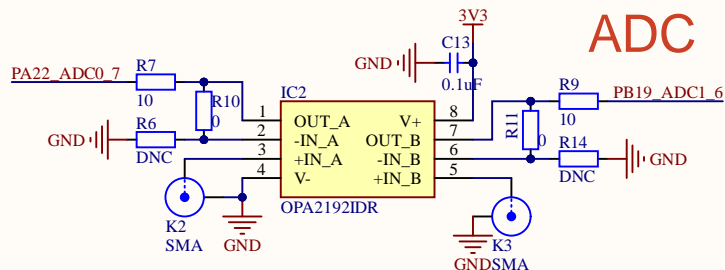 3V3
ADC
C13
GND
0.1uF
PA22_ADC0_7
R7
10
R10
0
IC2
R9
10
PB19_ADC1_6
R11
0
R6
GND
DNC
1
OUT_A
V+
8
2
-IN_A
OUT_B
7
3
+IN_A
-IN_B
6
4
V-
+IN_B
5
R14
GND
DNC
OPA2192IDR
K2
SMA
GND
K3
GND
SMA